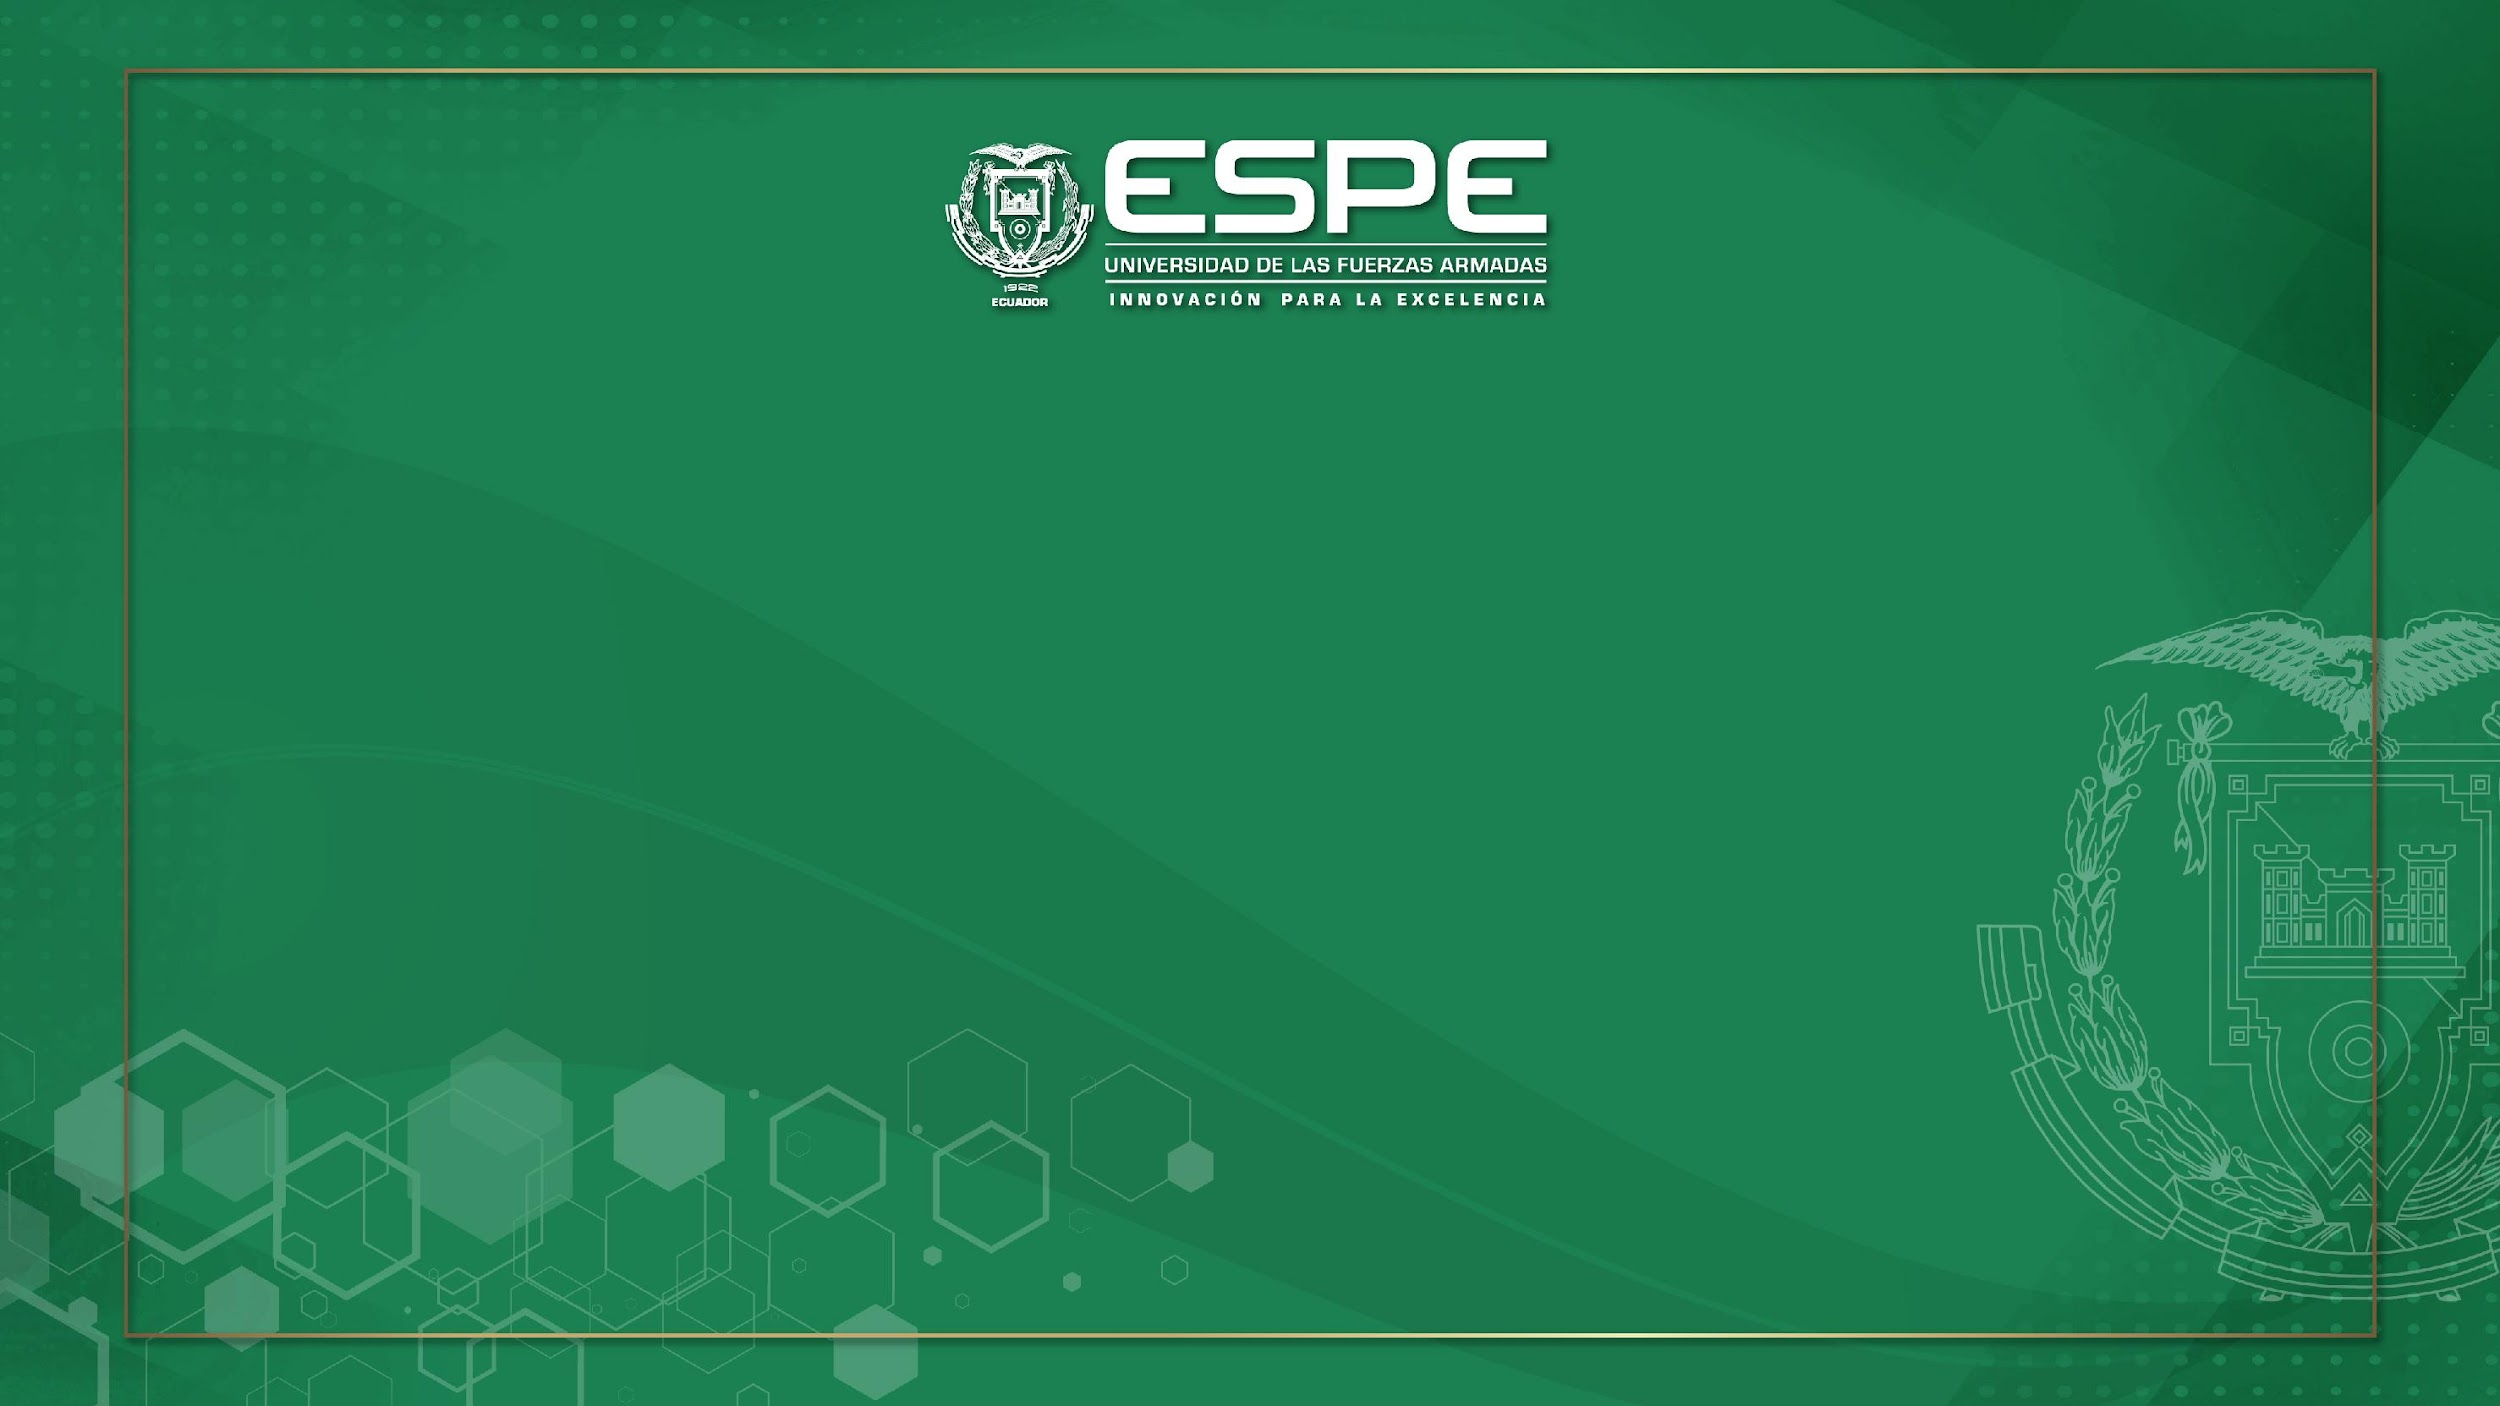 ESPE
UNIVERSIDAD DE LAS FUERZAS ARMADAS
INNOVACIÓN PARA LA EXCELENCIA
1922
ECUADOR